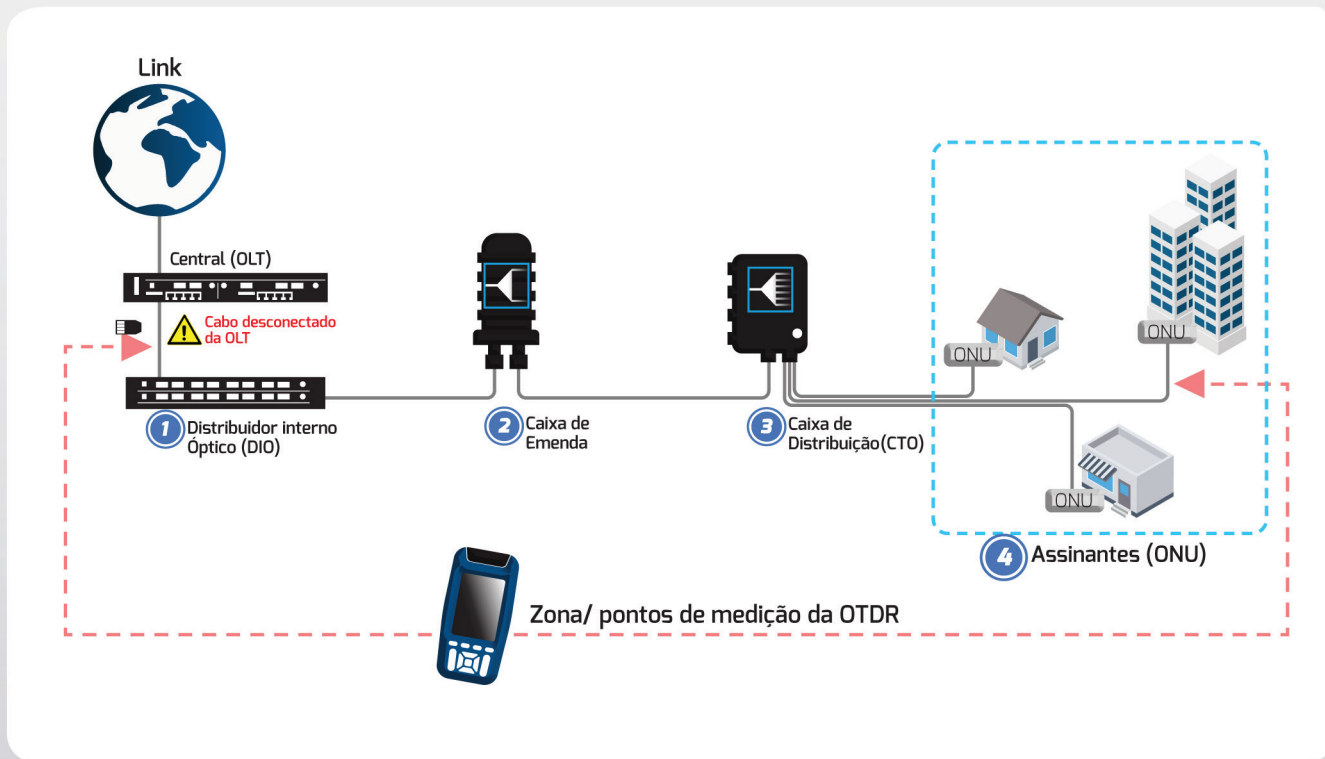 Link
Central (OLT)
Cabo desconectado
da OLT
1
Distribuidor interno
Óptico (DIO)
2
Caixa de
Emenda
3
Caixa de
Distribuição(CTO)
ONU
ONU
ONU
4
Assinantes (ONU)
Zona/ pontos de medição da OTDR